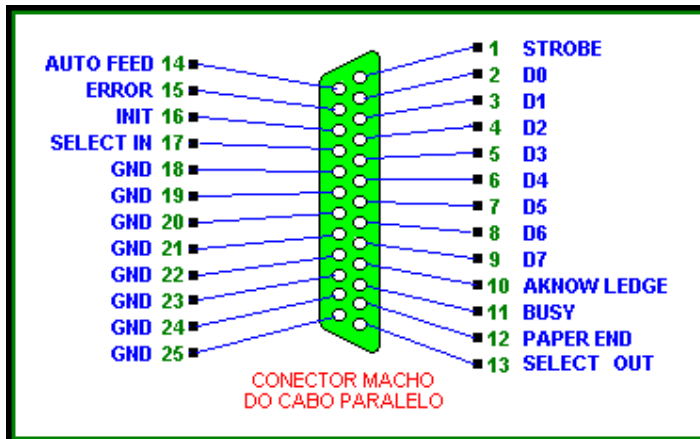 AUTO FEED 14
ERROR 15
INIT 16
SELECT IN 17
GND 18
GND 19
GND 20
GND 21
GND 22
GND 23
GND 24
GND 25
1 STROBE
2 D0
3 D1
4 D2
5 D3
6 D4
7 D5
8 D6
9 D7
10 AKNOW LEDGE
11 BUSY
12 PAPER END
13 SELECT OUT
CONECTOR MACHO
DO CABO PARALELO